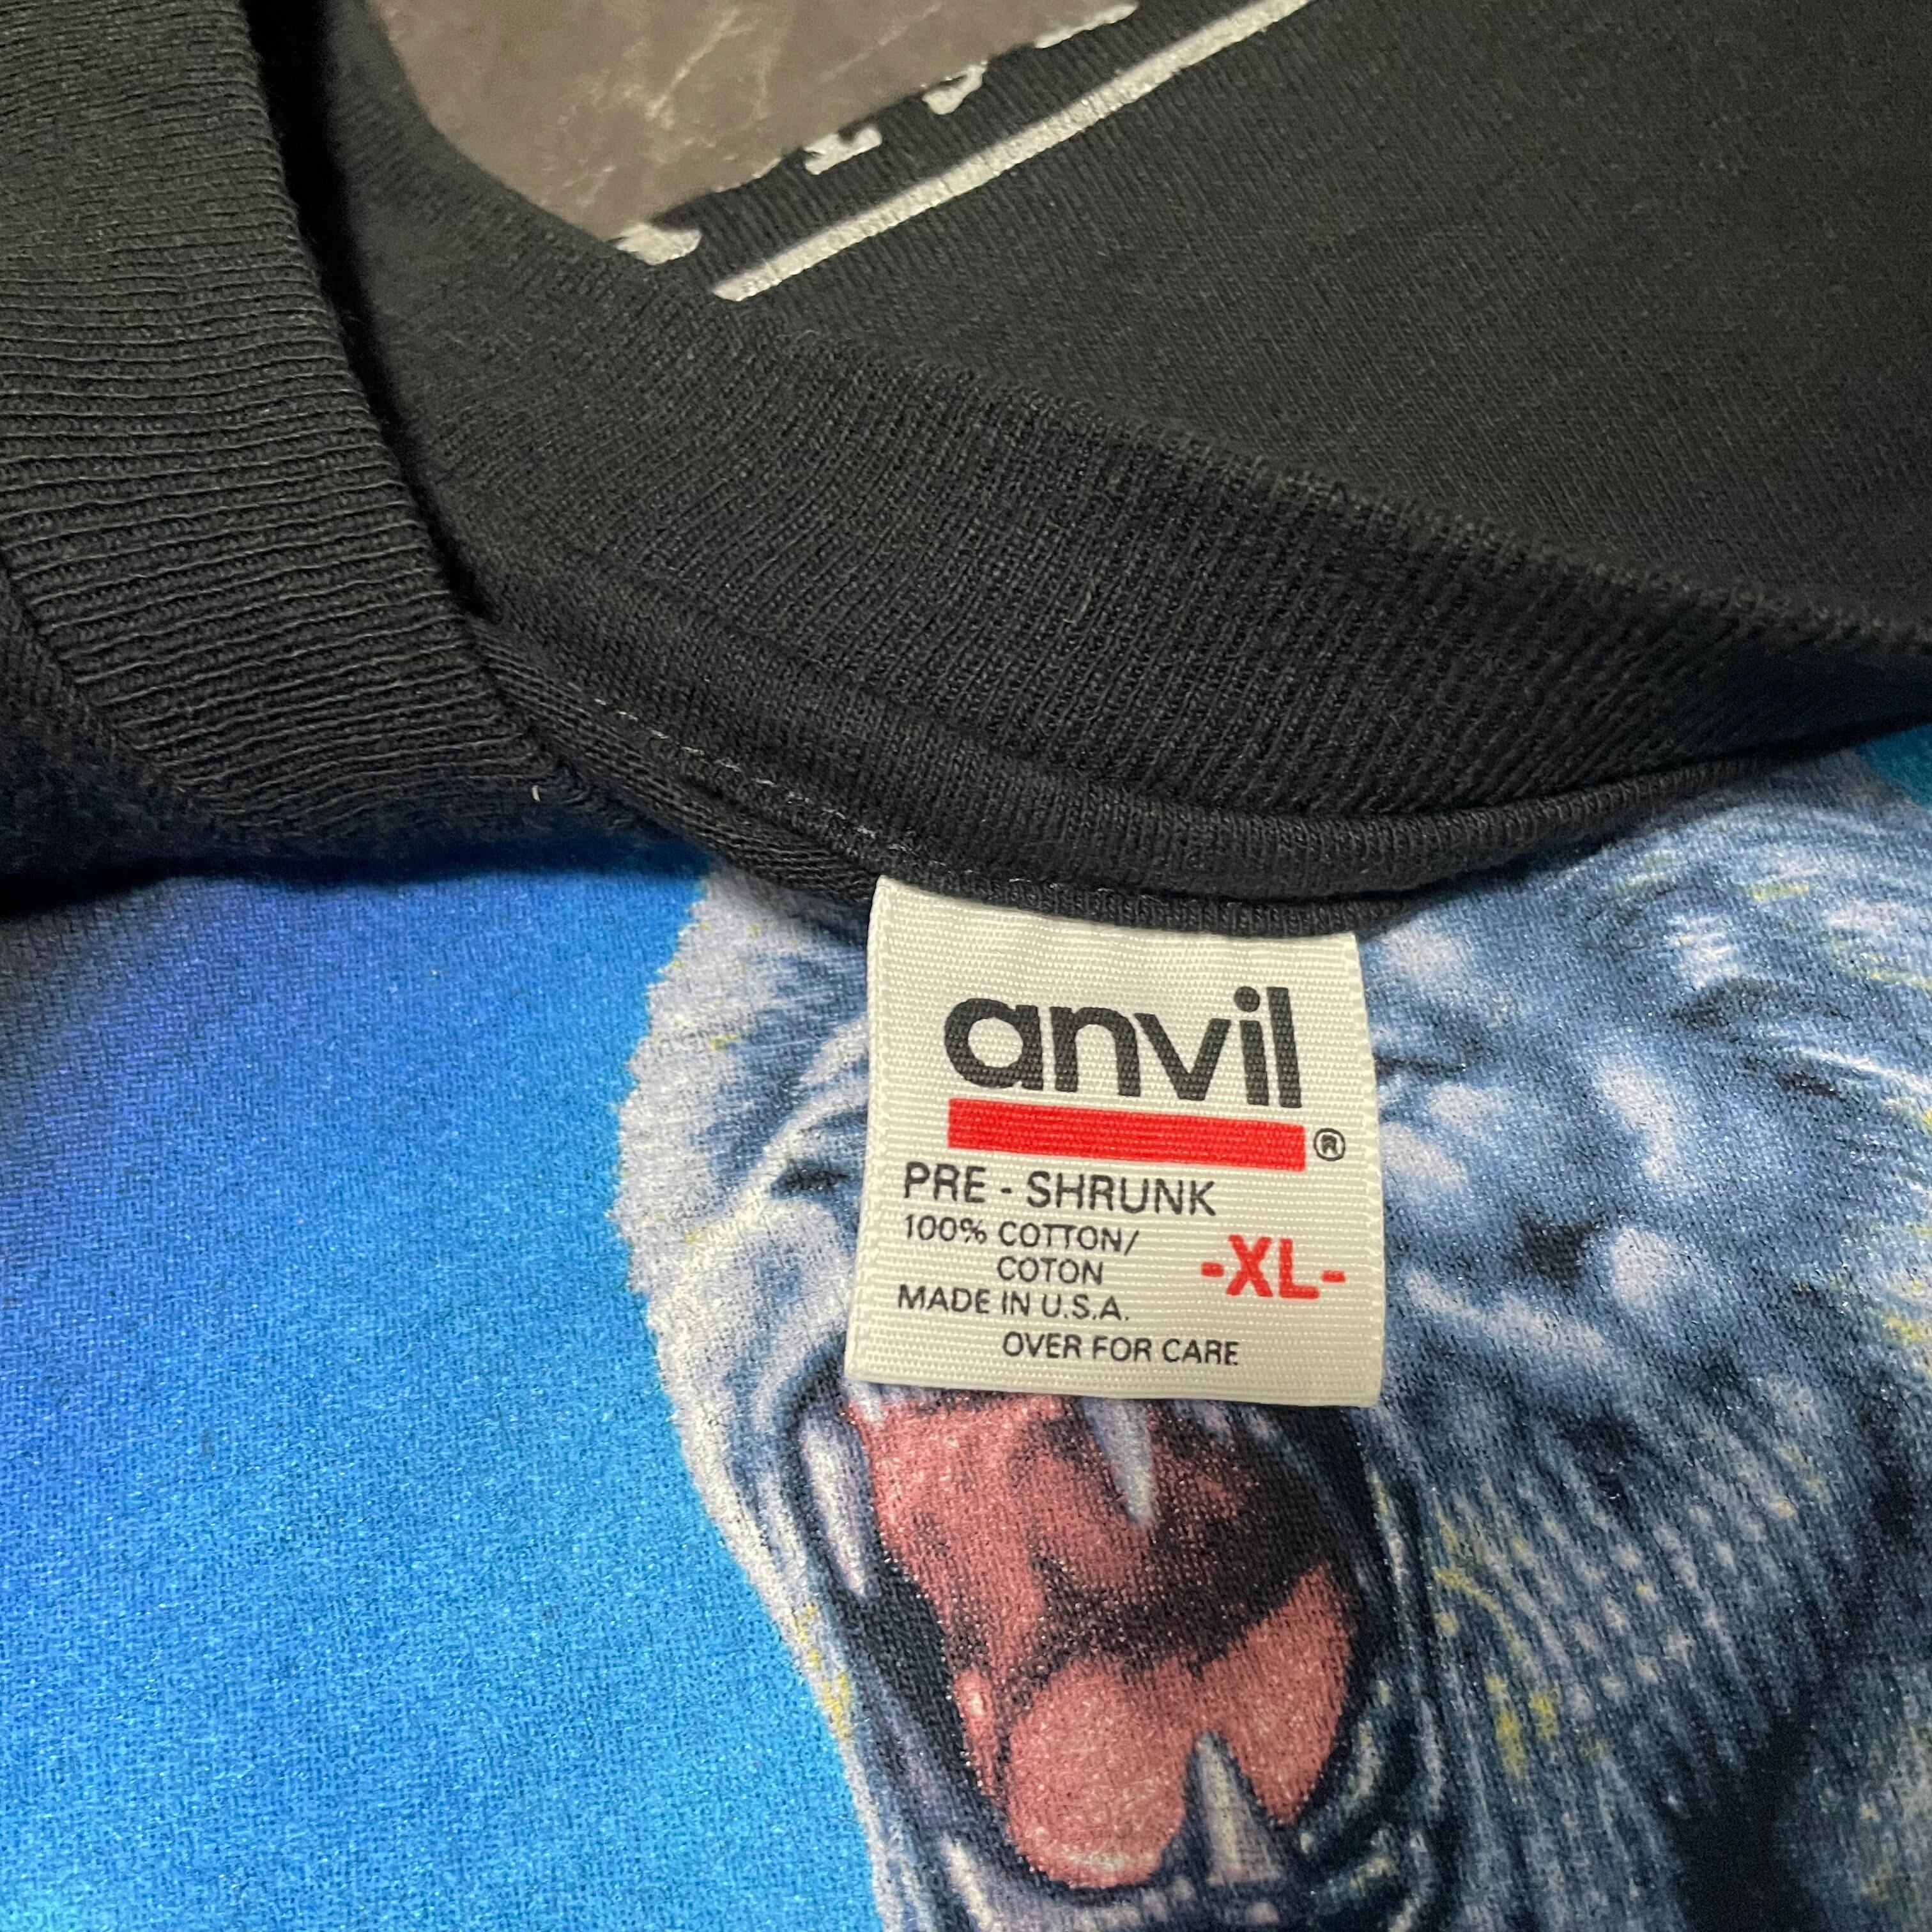 anvil
®
PRE - SHRUNK
100% COTTON/
COTON
-XL-
MADE IN U.S.A.
OVER FOR CARE